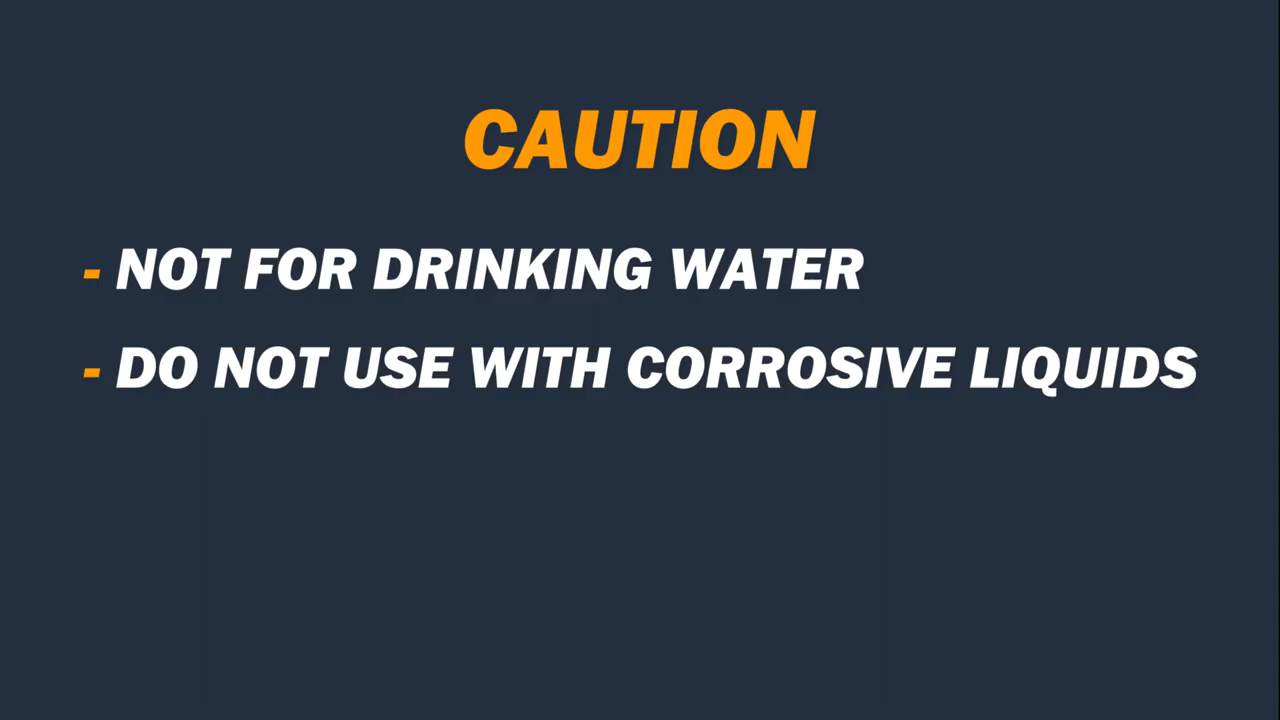 CAUTION
- NOT FOR DRINKING WATER
- DO NOT USE WITH CORROSIVE LIQUIDS